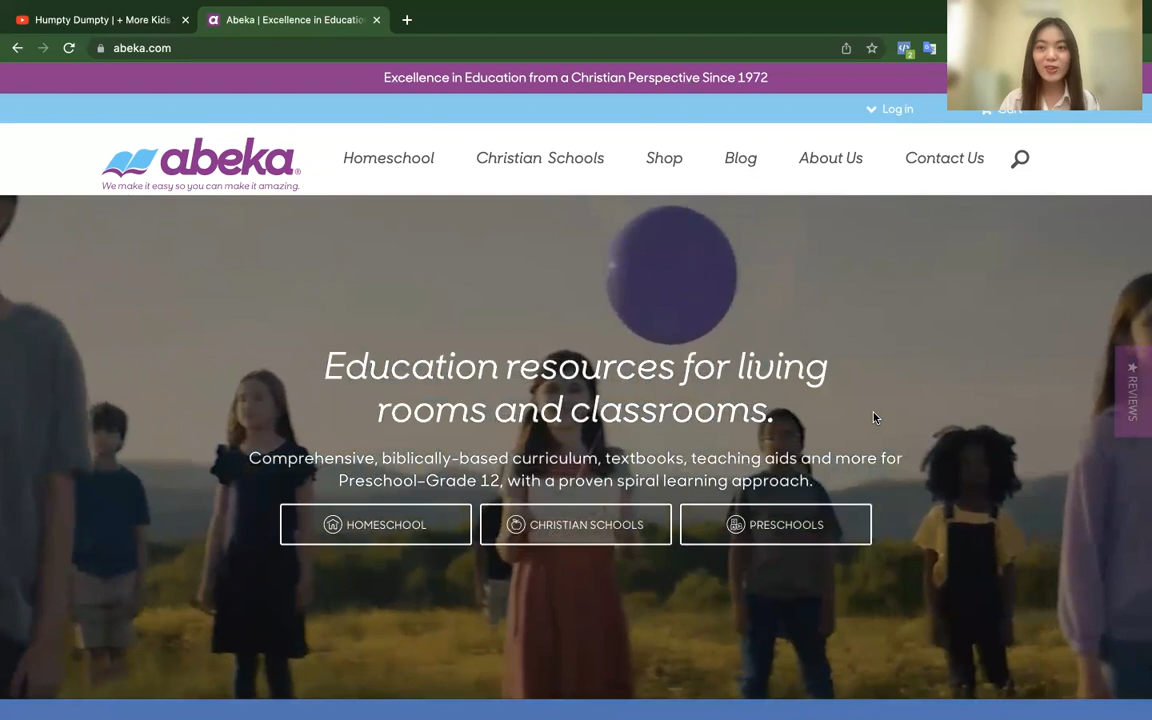 Humpty Dumpty | + More Kids
Abeka | Excellence in Educatio
abeka.com
2
Excellence in Education from a Christian Perspective Since 1972
Log in
abeka®
We make it easy so you can make it amazing.
Homeschool
Christian Schools
Shop
Blog
About Us
Contact Us
Education resources for living
rooms and classrooms.
Comprehensive, biblically-based curriculum, textbooks, teaching aids and more for
Preschool–Grade 12, with a proven spiral learning approach.
HOMESCHOOL
CHRISTIAN SCHOOLS
PRESCHOOLS
REVIEWS